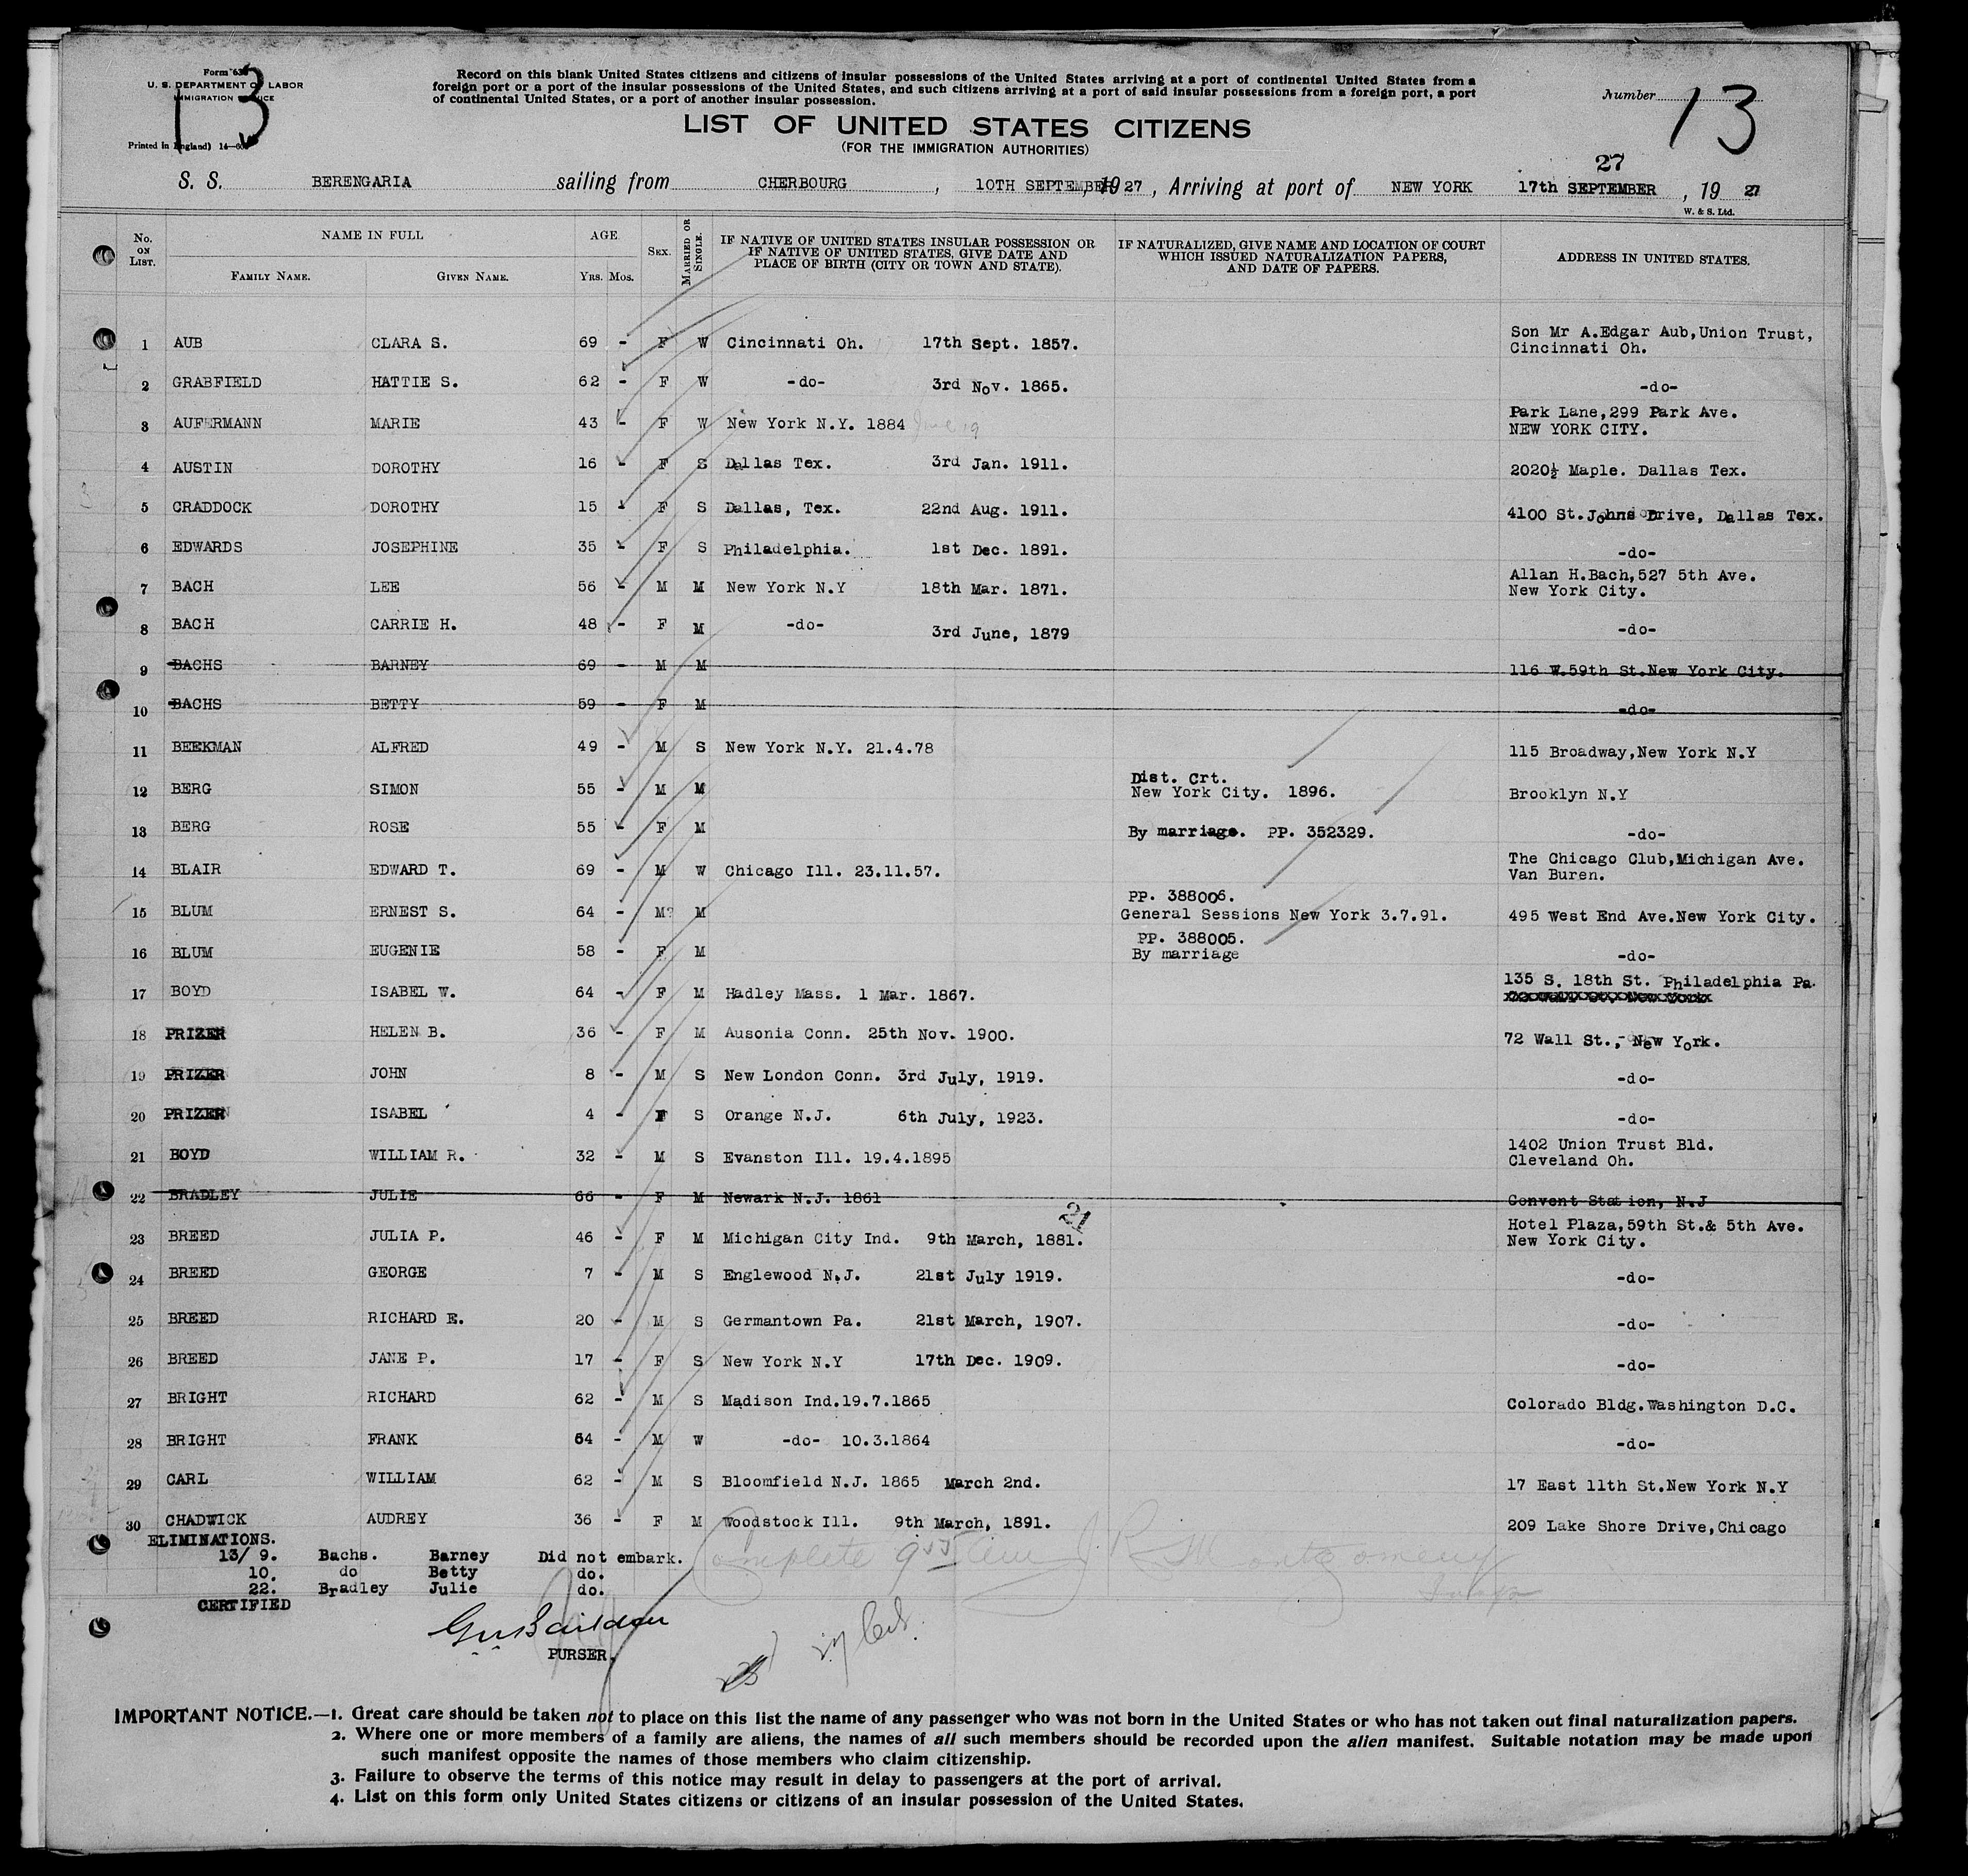 Form 630
U. S. DEPARTMENT OF LABOR
IMMIGRATION SERVICE
Printed in England) 14—
13
Record on this blank United States citizens and citizens of insular possessions of the United States arriving at a port of continental United States from a
foreign port or a port of the insular possessions of the United States, and such citizens arriving at a port of said insular possessions from a foreign port, a port
of continental United States, or a port of another insular possession.
Number 13
LIST OF UNITED STATES CITIZENS
(FOR THE IMMIGRATION AUTHORITIES)
27
S. S. BERENGARIA sailing from CHERBOURG, 10TH SEPTEMBER, 1927, Arriving at port of NEW YORK 17th SEPTEMBER, 19 27
W. & S. Ltd.
No. ON LIST. NAME IN FULL FAMILY NAME. GIVEN NAME. AGE YRS. MOS. SEX. MARRIED OR SINGLE. IF NATIVE OF UNITED STATES INSULAR POSSESSION OR IF NATIVE OF UNITED STATES, GIVE DATE AND PLACE OF BIRTH (CITY OR TOWN AND STATE). IF NATURALIZED, GIVE NAME AND LOCATION OF COURT WHICH ISSUED NATURALIZATION PAPERS, AND DATE OF PAPERS. ADDRESS IN UNITED STATES.
1 AUB CLARA S. 69 - F W Cincinnati Oh. 17th Sept. 1857. Son Mr A.Edgar Aub,Union Trust, Cincinnati Oh.
2 GRABFIELD HATTIE S. 62 - F W -do- 3rd Nov. 1865. -do-
3 AUFERMANN MARIE 43 - F W New York N.Y. 1884 June 19 Park Lane,299 Park Ave. NEW YORK CITY.
4 AUSTIN DOROTHY 16 - F S Dallas Tex. 3rd Jan. 1911. 2020½ Maple. Dallas Tex.
5 CRADDOCK DOROTHY 15 - F S Dallas, Tex. 22nd Aug. 1911. 4100 St.Johns Drive, Dallas Tex.
6 EDWARDS JOSEPHINE 35 - F S Philadelphia. 1st Dec. 1891. -do-
7 BACH LEE 56 - M M New York N.Y 18th Mar. 1871. Allan H.Bach,527 5th Ave. New York City.
8 BACH CARRIE H. 48 - F M -do- 3rd June, 1879 -do-
9 BACHS BARNEY 69 - M M 116 W.59th St.New York City.
10 BACHS BETTY 59 - F M -do-
11 BEEKMAN ALFRED 49 - M S New York N.Y. 21.4.78 115 Broadway,New York N.Y
12 BERG SIMON 55 - M M Dist. Crt. New York City. 1896. Brooklyn N.Y
13 BERG ROSE 55 - F M By marriage. PP. 352329. -do-
14 BLAIR EDWARD T. 69 - M W Chicago Ill. 23.11.57. The Chicago Club,Michigan Ave. Van Buren.
15 BLUM ERNEST S. 64 - M? M PP. 388006. General Sessions New York 3.7.91. 495 West End Ave.New York City.
16 BLUM EUGENIE 58 - F M PP. 388005. By marriage -do-
17 BOYD ISABEL W. 64 - F M Hadley Mass. 1 Mar. 1867. 135 S. 18th St. Philadelphia Pa.
18 PRIZER HELEN B. 36 - F M Ausonia Conn. 25th Nov. 1900. 72 Wall St., New York.
19 PRIZER JOHN 8 - M S New London Conn. 3rd July, 1919. -do-
20 PRIZER ISABEL 4 - F S Orange N.J. 6th July, 1923. -do-
21 BOYD WILLIAM R. 32 - M S Evanston Ill. 19.4.1895 1402 Union Trust Bld. Cleveland Oh.
22 BRADLEY JULIE 66 - F M Newark N.J. 1861 Convent Station, N.J
23 BREED JULIA P. 46 - F M Michigan City Ind. 9th March, 1881. 21 Hotel Plaza,59th St.& 5th Ave. New York City.
24 BREED GEORGE 7 - M S Englewood N.J. 21st July 1919. -do-
25 BREED RICHARD E. 20 - M S Germantown Pa. 21st March, 1907. -do-
26 BREED JANE P. 17 - F S New York N.Y 17th Dec. 1909. -do-
27 BRIGHT RICHARD 62 - M S Madison Ind.19.7.1865 Colorado Bldg.Washington D.C.
28 BRIGHT FRANK 64 - M W -do- 10.3.1864 -do-
29 CARL WILLIAM 62 - M S Bloomfield N.J. 1865 March 2nd. 17 East 11th St.New York N.Y
30 CHADWICK AUDREY 36 - F M Woodstock Ill. 9th March, 1891. 209 Lake Shore Drive,Chicago
ELIMINATIONS.
13/ 9. Bachs. Barney Did not embark.
10. do Betty do.
22. Bradley Julie do.
Complete J R Montgomery
CERTIFIED
PURSER.
IMPORTANT NOTICE.—1. Great care should be taken not to place on this list the name of any passenger who was not born in the United States or who has not taken out final naturalization papers.
2. Where one or more members of a family are aliens, the names of all such members should be recorded upon the alien manifest. Suitable notation may be made upon
such manifest opposite the names of those members who claim citizenship.
3. Failure to observe the terms of this notice may result in delay to passengers at the port of arrival.
4. List on this form only United States citizens or citizens of an insular possession of the United States.